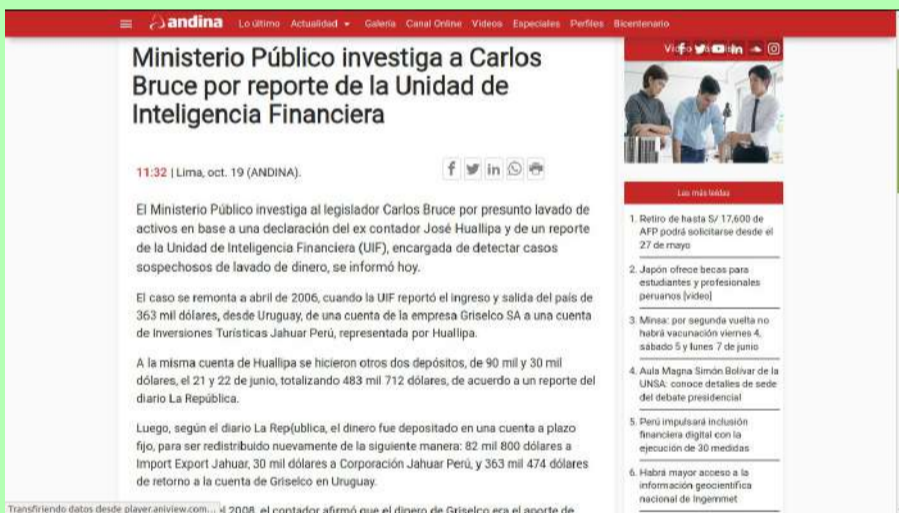 andina Lo último Actualidad Galería Canal Online Videos Especiales Perfiles Bicentenario
Ministerio Público investiga a Carlos
Bruce por reporte de la Unidad de
Inteligencia Financiera
11:32 | Lima, oct. 19 (ANDINA).
El Ministerio Público investiga al legislador Carlos Bruce por presunto lavado de
activos en base a una declaración del ex contador José Huallipa y de un reporte
de la Unidad de Inteligencia Financiera (UIF), encargada de detectar casos
sospechosos de lavado de dinero, se informó hoy.
El caso se remonta a abril de 2006, cuando la UIF reportó el ingreso y salida del país de
363 mil dólares, desde Uruguay, de una cuenta de la empresa Griselco SA a una cuenta
de Inversiones Turísticas Jahuar Perú, representada por Huallipa.
A la misma cuenta de Huallipa se hicieron otros dos depósitos, de 90 mil y 30 mil
dólares, el 21 y 22 de junio, totalizando 483 mil 712 dólares, de acuerdo a un reporte del
diario La República.
Luego, según el diario La Rep(ublica, el dinero fue depositado en una cuenta a plazo
fijo, para ser redistribuido nuevamente de la siguiente manera: 82 mil 800 dólares a
Import Export Jahuar, 30 mil dólares a Corporación Jahuar Perú, y 363 mil 474 dólares
de retorno a la cuenta de Griselco en Uruguay.
2008, el contador afirmó que el dinero de Griselco era el aporte de
Transfiriendo datos desde player.aniview.com...
Las más leídas
1. Retiro de hasta S/ 17,600 de
AFP podrá solicitarse desde el
27 de mayo
2. Japón ofrece becas para
estudiantes y profesionales
peruanos [video]
3. Minsa: por segunda vuelta no
habrá vacunación viernes 4,
sábado 5 y lunes 7 de junio
4. Aula Magna Simón Bolívar de la
UNSA: conoce detalles de sede
del debate presidencial
5. Perú impulsará inclusión
financiera digital con la
ejecución de 30 medidas
6. Habrá mayor acceso a la
información geocientífica
nacional de Ingemmet